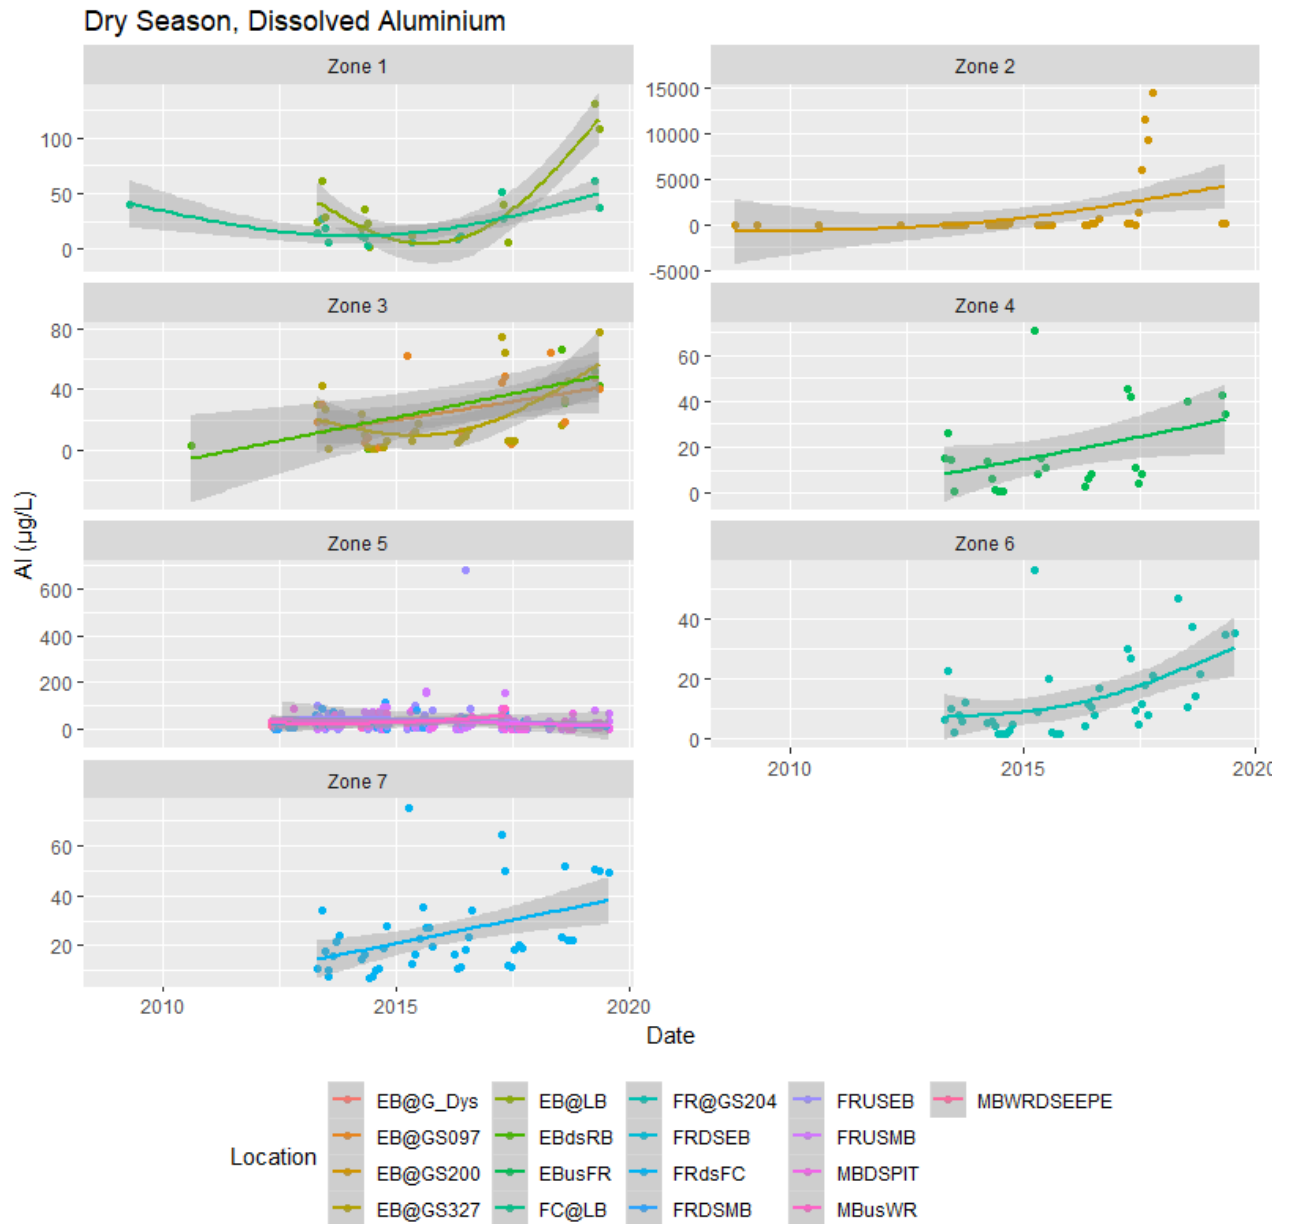 Dry Season, Dissolved Aluminium
Zone 1
Zone 2
100
50
0
15000
10000
5000
0
-5000
Zone 3
Zone 4
80
40
0
60
40
20
0
Zone 5
Zone 6
600
400
200
0
40
20
0
2010 2015 2020
Zone 7
60
40
20
2010 2015 2020
Al (µg/L)
Date
Location
EB@G_Dys EB@LB FR@GS204 FRUSEB MBWRDSEEPE
EB@GS097 EBdsRB FRDSEB FRUSMB
EB@GS200 EBusFR FRdsFC MBDSPIT
EB@GS327 FC@LB FRDSMB MBusWR